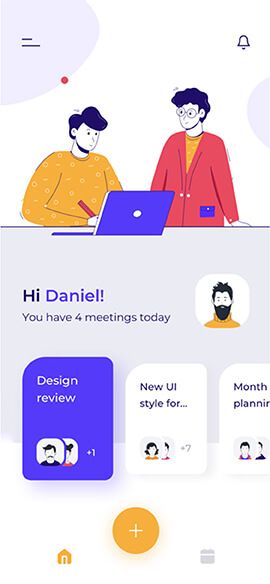 Hi Daniel!
You have 4 meetings today
Design
review
+1
New UI
style for...
+7
Month
plannin